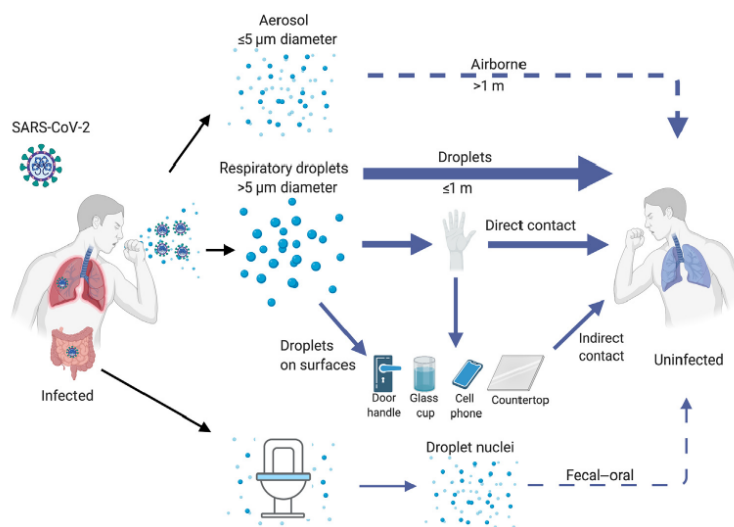 Aerosol
≤5 μm diameter
Airborne
>1 m
SARS-CoV-2
Respiratory droplets
>5 μm diameter
Droplets
≤1 m
Direct contact
Droplets
on surfaces
Indirect
contact
Uninfected
Infected
Door
handle
Glass
cup
Cell
phone
Countertop
Droplet nuclei
Fecal–oral